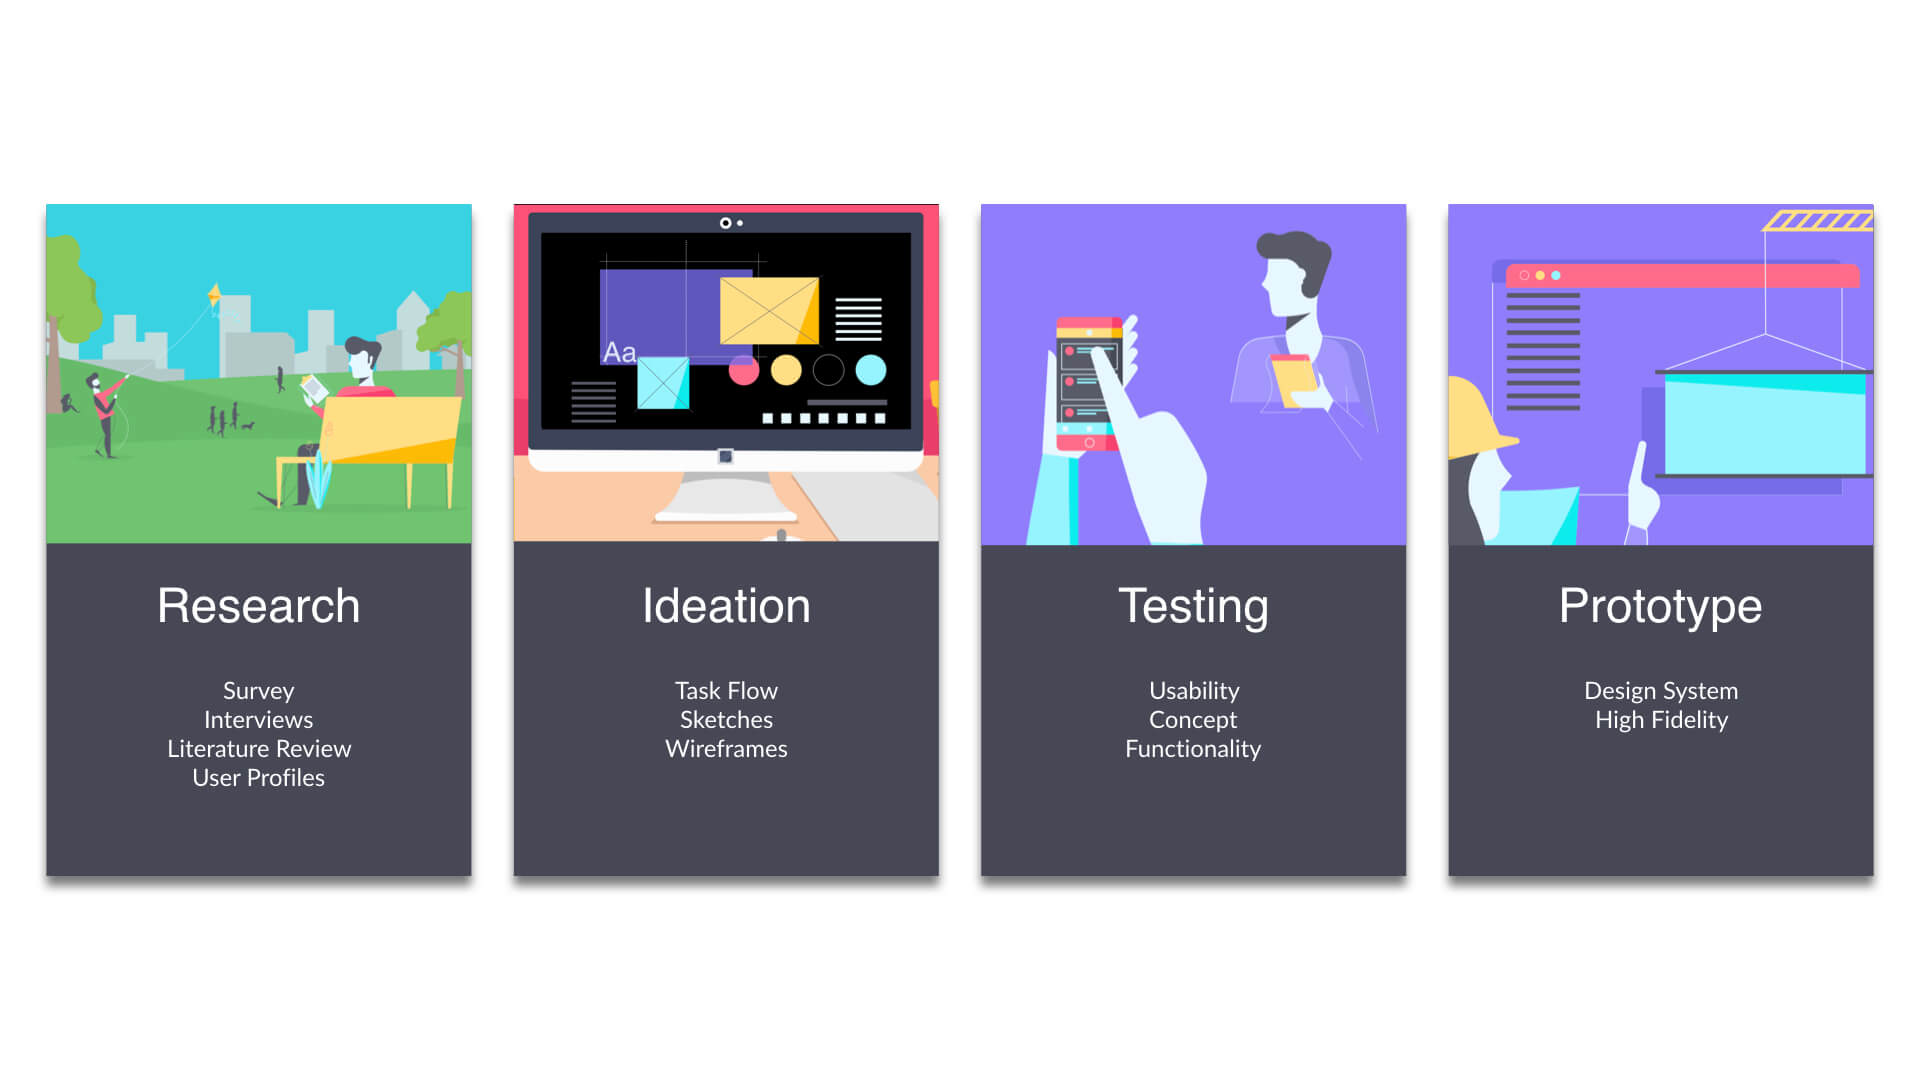 Aa
Research
Survey
Interviews
Literature Review
User Profiles
Ideation
Task Flow
Sketches
Wireframes
Testing
Usability
Concept
Functionality
Prototype
Design System
High Fidelity